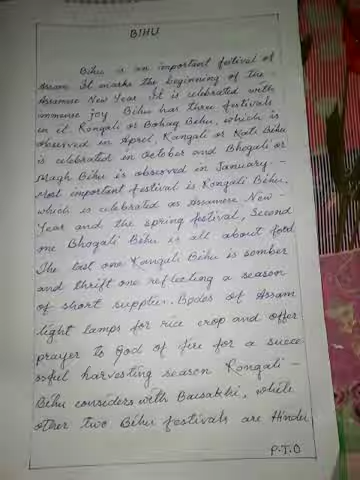 BIHU
Bihu is an important festival of
Assam It marks the beginning of the
Assamese New Year It is celebrated with
immense joy Bihu has three festivals
in it Rongali or Bohag Bihu, which is
observed in April, Kangali or Kati Bihu
is celebrated in October and Bhogali or
Magh Bihu is observed in January-
Most important festival is Rongali Bihu,
which is celebrated as Assamese New
Year and the spring festival, Second
one Bhogali Bihu is all about food
The last one Kangali Bihu is somber
and thrift one reflecting a season
of short supplier. Bodos of Assam
light lamps for rice crop and offer
prayer to God of fire for a succe
ssful harvesting season Rongali -
Bihu considers with Baisakhi, while
other two Bihu festivals are Hindu
P.T.O